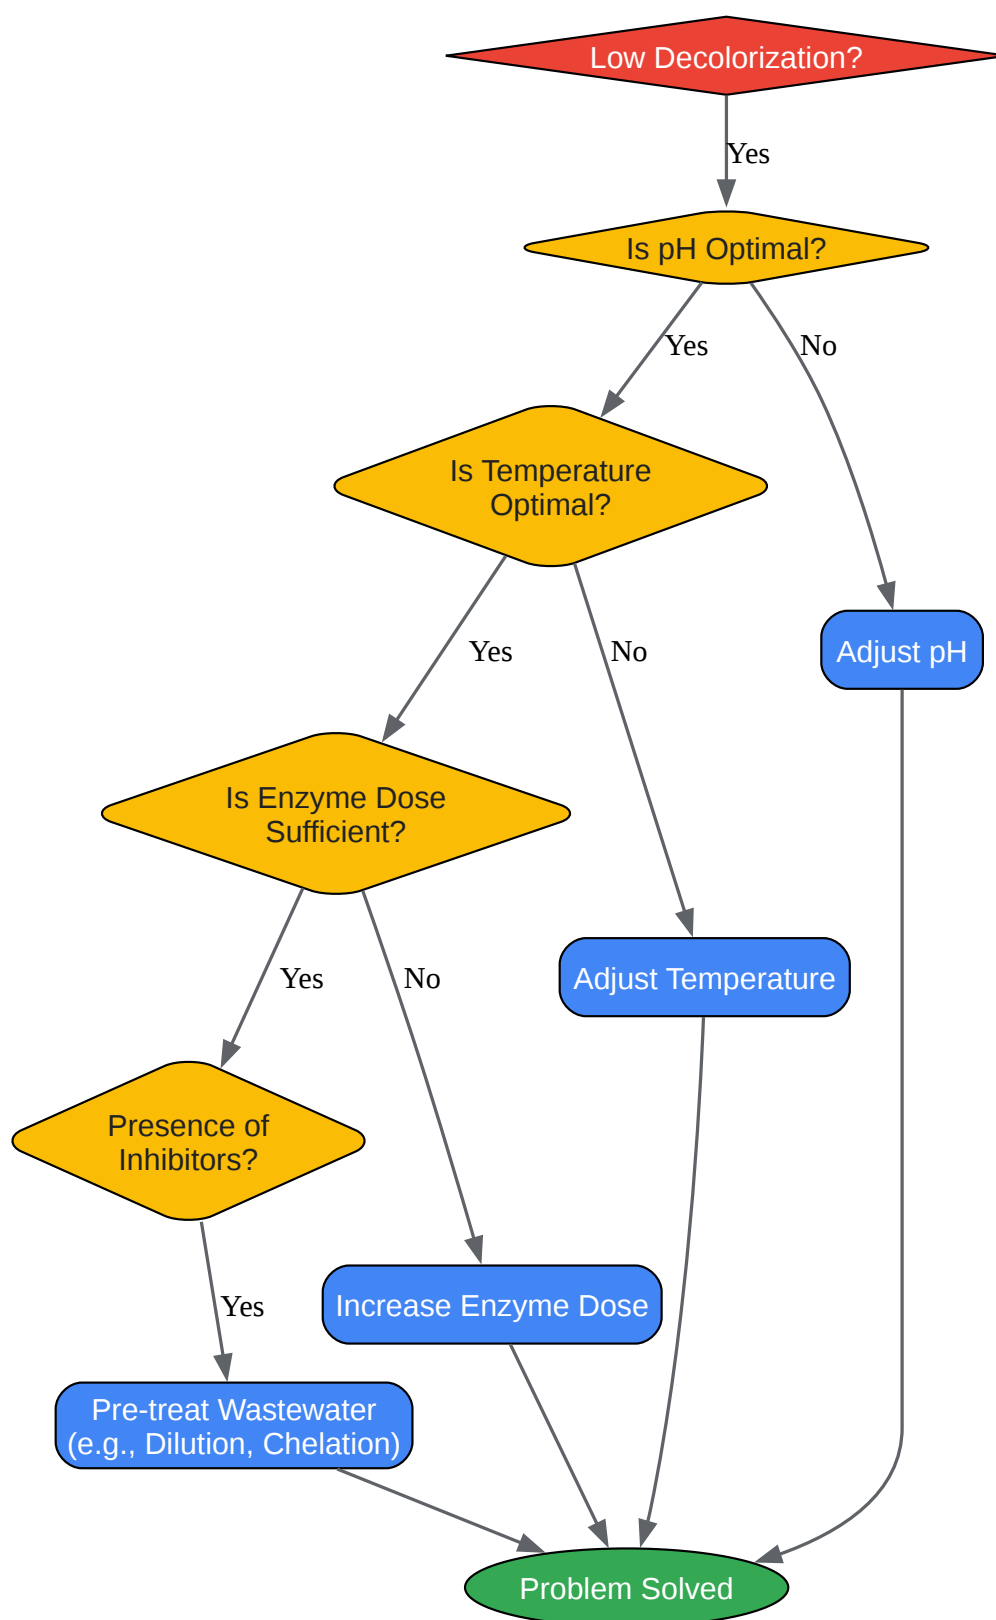 Low Decolorization?
Yes
Is pH Optimal?
Yes
No
Is Temperature
Optimal?
Yes
No
Adjust pH
Is Enzyme Dose
Sufficient?
Yes
No
Adjust Temperature
Presence of
Inhibitors?
Yes
Increase Enzyme Dose
Pre-treat Wastewater
(e.g., Dilution, Chelation)
Problem Solved